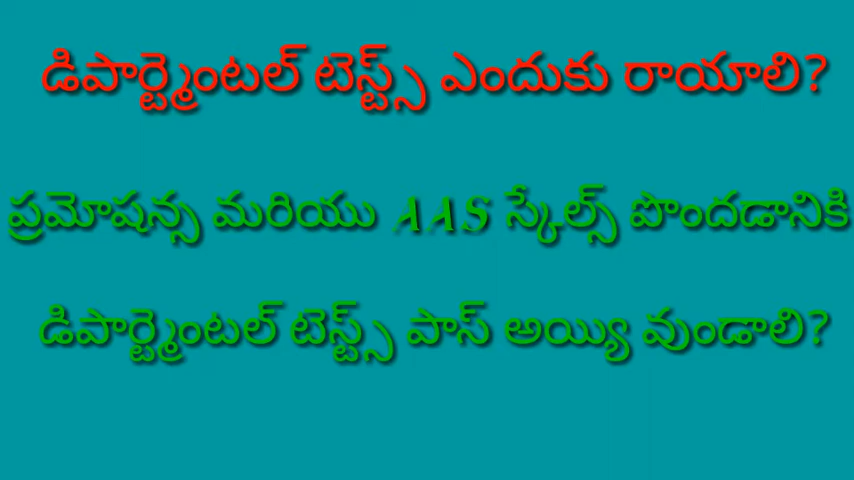 డిపార్ట్మెంటల్ టెస్ట్స్ ఎందుకు రాయాలి?
ప్రమోషన్స మరియు AAS స్కేల్స్ పొందడానికి
డిపార్ట్మెంటల్ టెస్ట్స్ పాస్ అయ్యి వుండాలి?